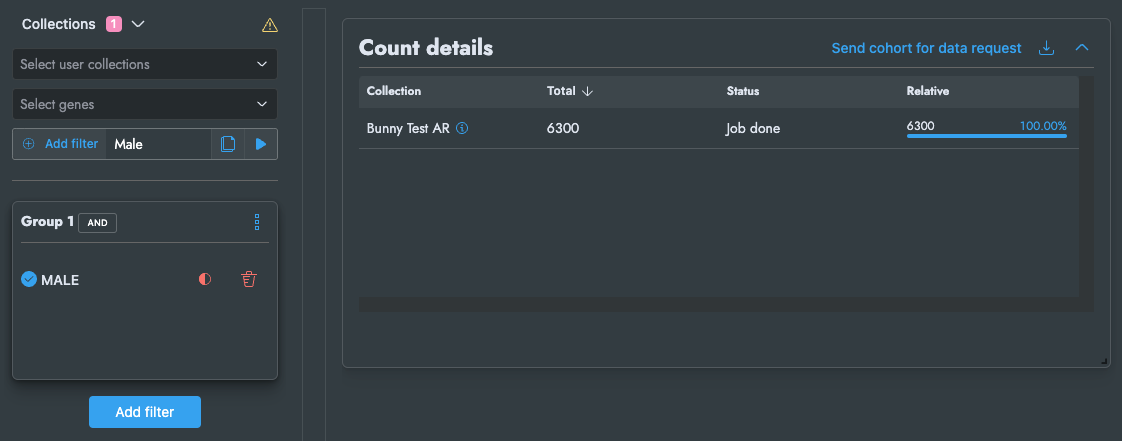 Collections 1
Select user collections
Select genes
Add filter Male
Group 1 AND
MALE
Add filter
Count details
Send cohort for data request
Collection Total Status Relative
Bunny Test AR 6300 Job done 6300 100.00%